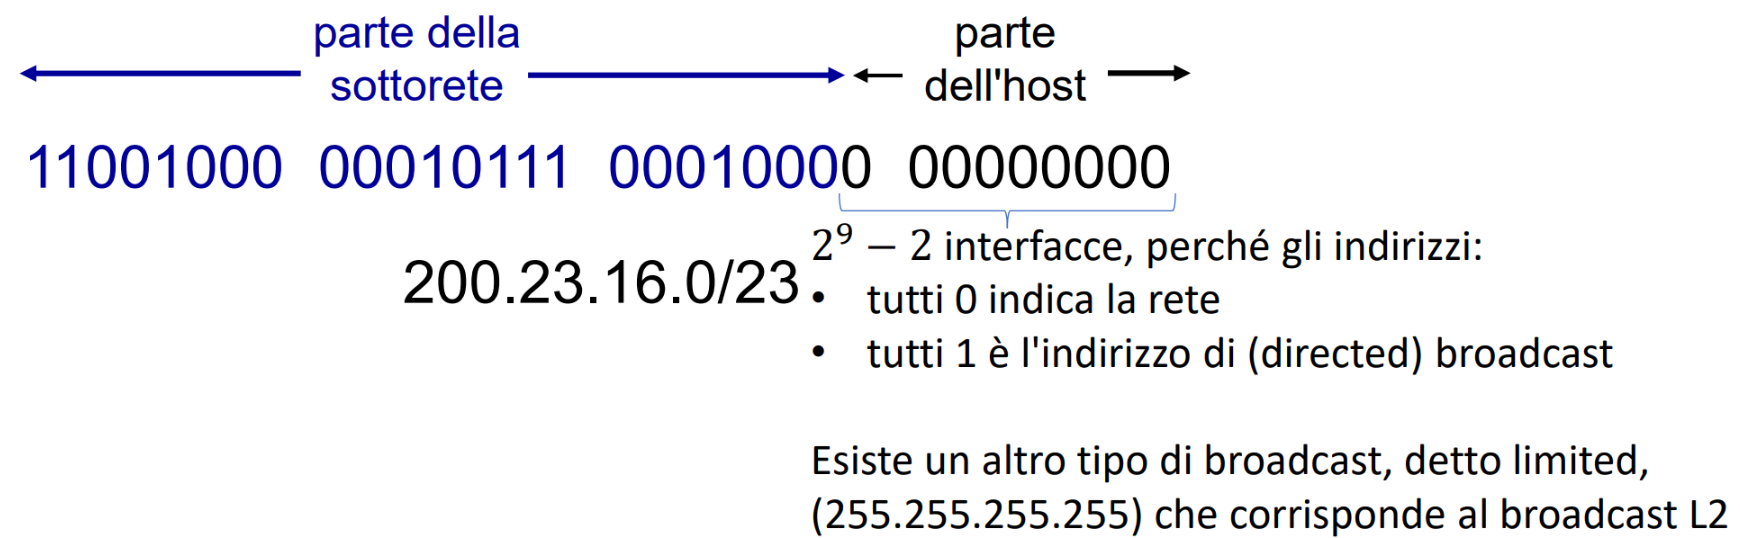 parte della
sottorete
parte
dell'host
11001000 00010111 00010000 00000000
200.23.16.0/23
2⁹ − 2 interfacce, perché gli indirizzi:
• tutti 0 indica la rete
• tutti 1 è l'indirizzo di (directed) broadcast
Esiste un altro tipo di broadcast, detto limited,
(255.255.255.255) che corrisponde al broadcast L2